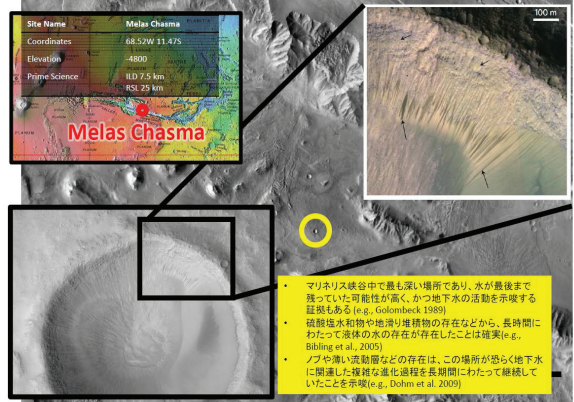 Site Name Melas Chasma
Coordinates 68.52W 11.47S
Elevation -4800
Prime Science ILD 7.5 km
RSL 25 km
Melas Chasma
100 m
• マリネリス峡谷中で最も深い場所であり、水が最後まで
残っていた可能性が高く、かつ地下水の活動を示唆する
証拠もある (e.g., Golombeck 1989)
• 硫酸塩水和物や地滑り堆積物の存在などから、長時間に
わたって液体の水の存在が存在したことは確実(e.g.,
Bibling et al., 2005)
• ノブや薄い流動層などの存在は、この場所が恐らく地下水
に関連した複雑な進化過程を長期間にわたって継続して
いたことを示唆(e.g., Dohm et al. 2009)